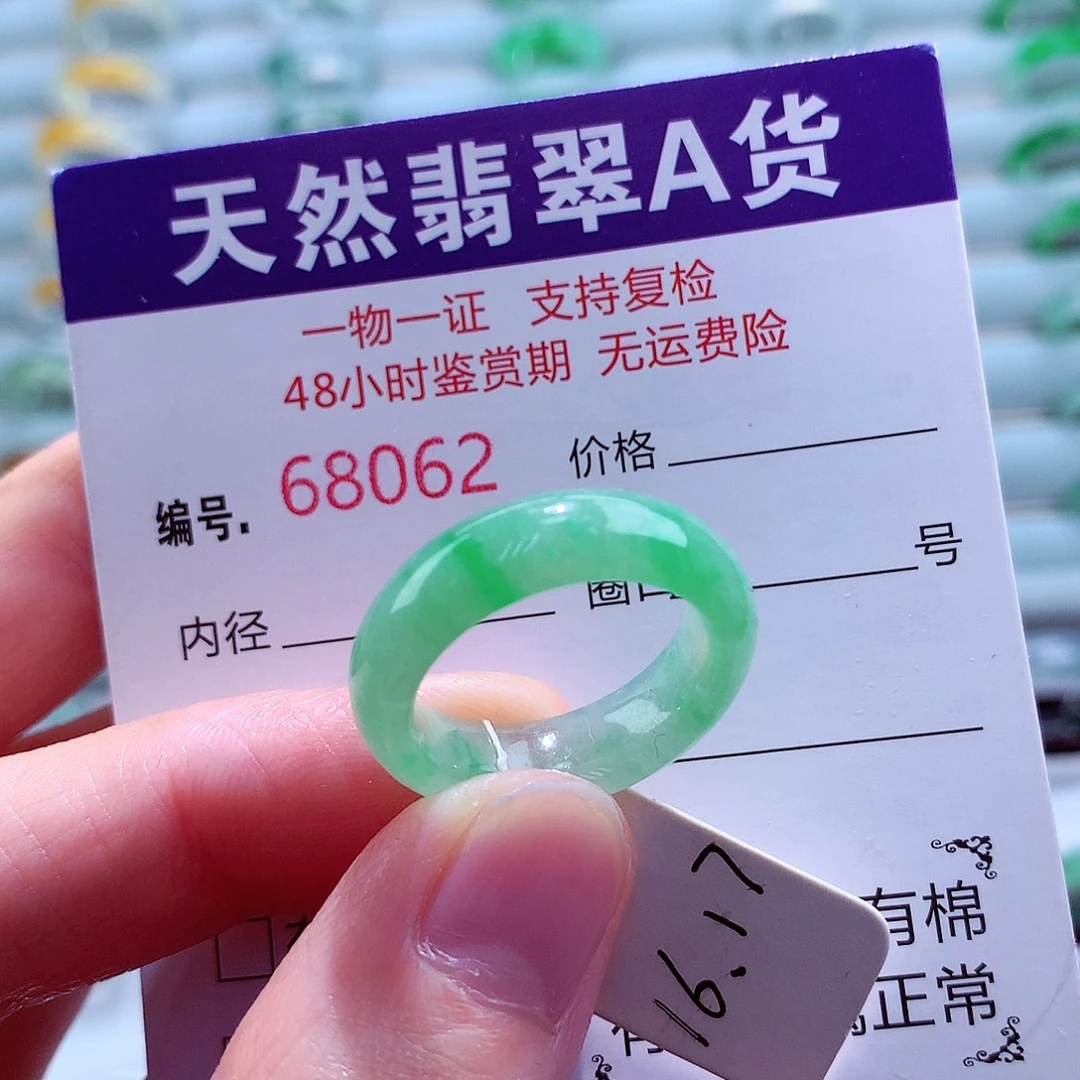 天然翡翠A货
一物一证 支持复检
48小时鉴赏期 无运费险
编号. 68062 价格
内径 圈口 号
有棉
正常
16.17